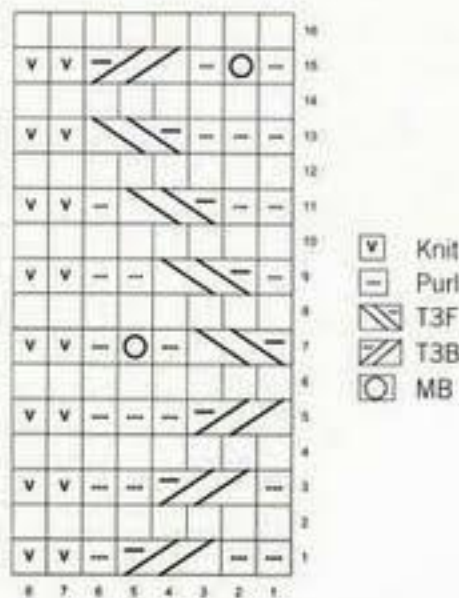 16
v v 15
14
v v 13
12
v v 11
10
v v 9
8
v v 7
6
v v 5
4
v v 3
2
v v 1
8 7 6 5 4 3 2 1
v Knit
— Purl
T3F
T3B
MB